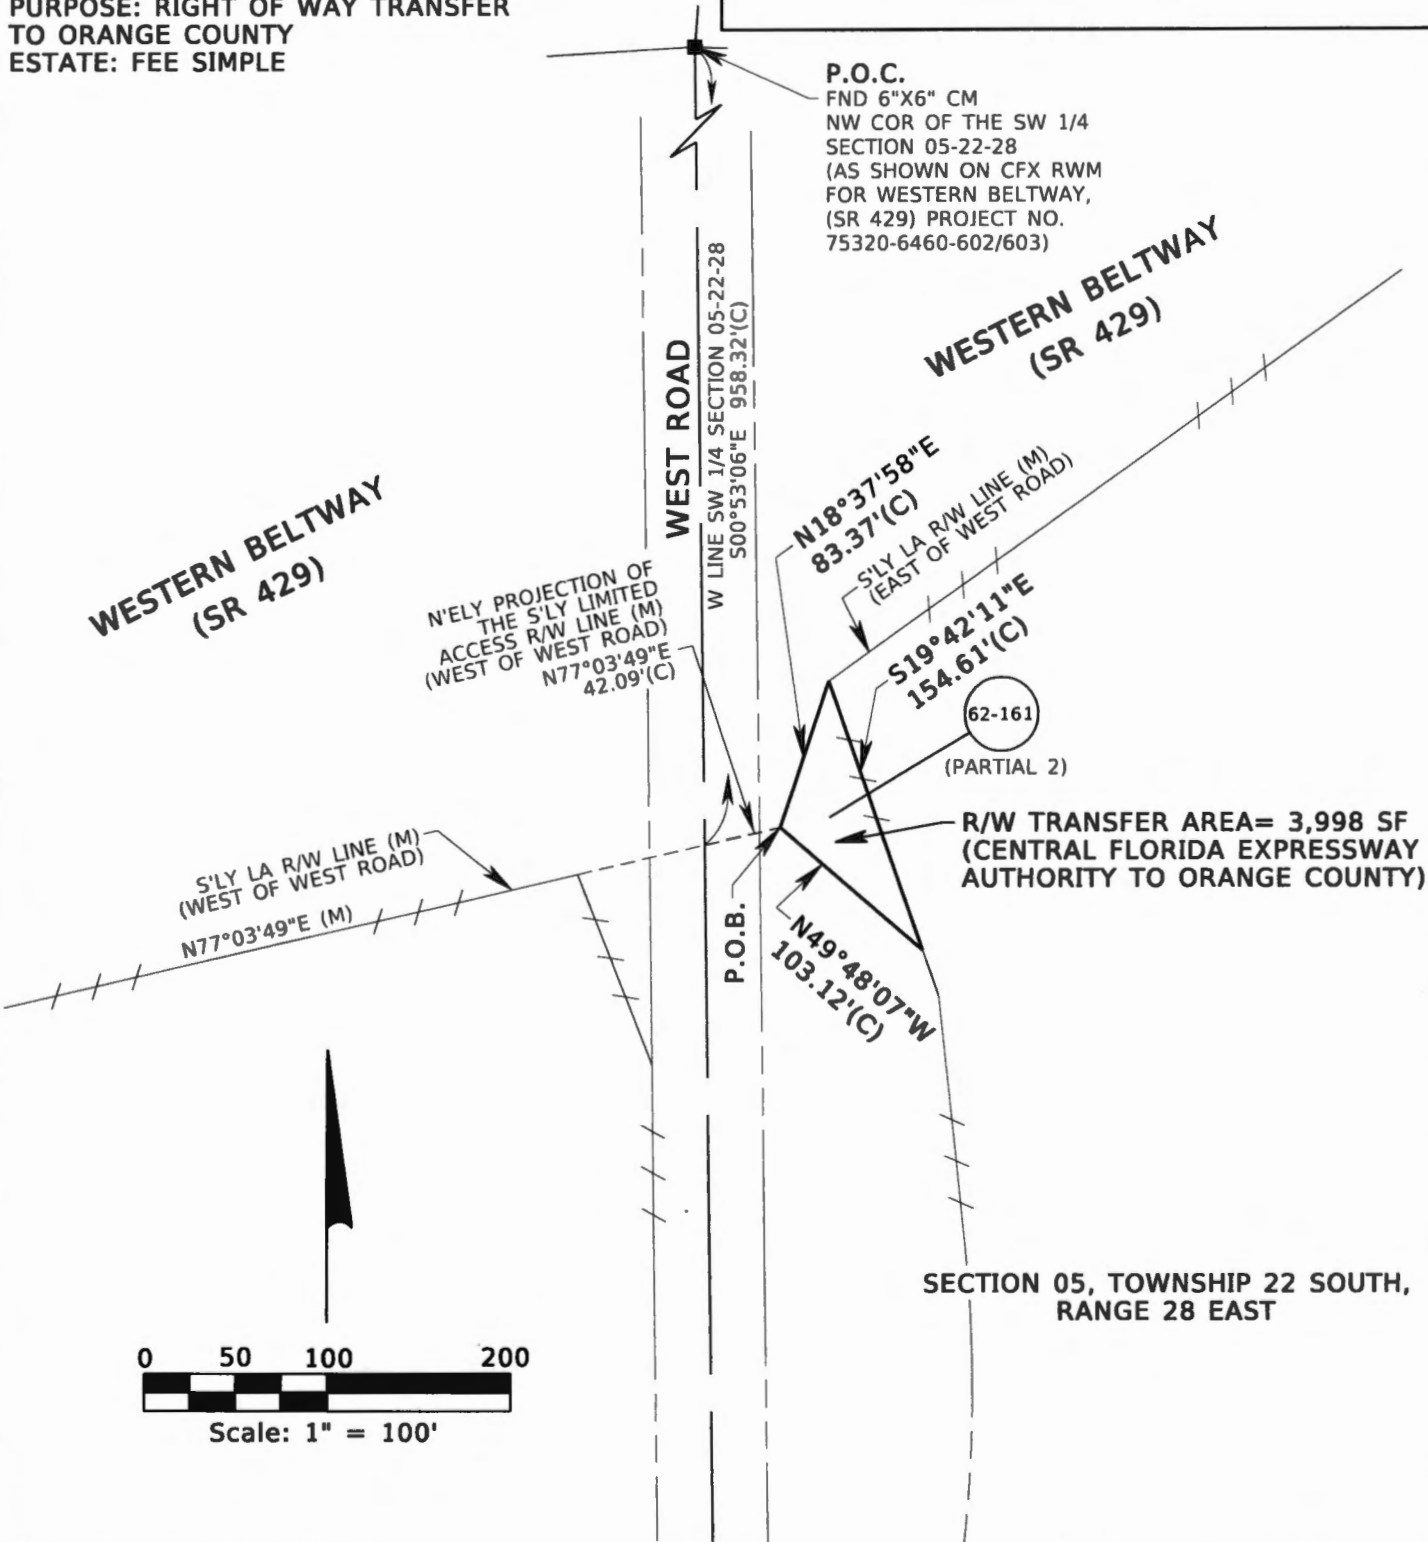 PURPOSE: RIGHT OF WAY TRANSFER
TO ORANGE COUNTY
ESTATE: FEE SIMPLE
P.O.C.
FND 6"X6" CM
NW COR OF THE SW 1/4
SECTION 05-22-28
(AS SHOWN ON CFX RWM
FOR WESTERN BELTWAY,
(SR 429) PROJECT NO.
75320-6460-602/603)
WESTERN BELTWAY
(SR 429)
WEST ROAD
W LINE SW 1/4 SECTION 05-22-28
S00°53'06"E 958.32'(C)
N18°37'58"E
83.37'(C)
S'LY LA R/W LINE (M)
(EAST OF WEST ROAD)
WESTERN BELTWAY
(SR 429)
N'ELY PROJECTION OF
THE S'LY LIMITED
ACCESS R/W LINE (M)
(WEST OF WEST ROAD)
N77°03'49"E
42.09'(C)
S19°42'11"E
154.61'(C)
62-161
(PARTIAL 2)
R/W TRANSFER AREA= 3,998 SF
(CENTRAL FLORIDA EXPRESSWAY
AUTHORITY TO ORANGE COUNTY)
S'LY LA R/W LINE (M)
(WEST OF WEST ROAD)
N77°03'49"E (M)
P.O.B.
N49°48'07"W
103.12'(C)
SECTION 05, TOWNSHIP 22 SOUTH,
RANGE 28 EAST
0 50 100 200
Scale: 1" = 100'